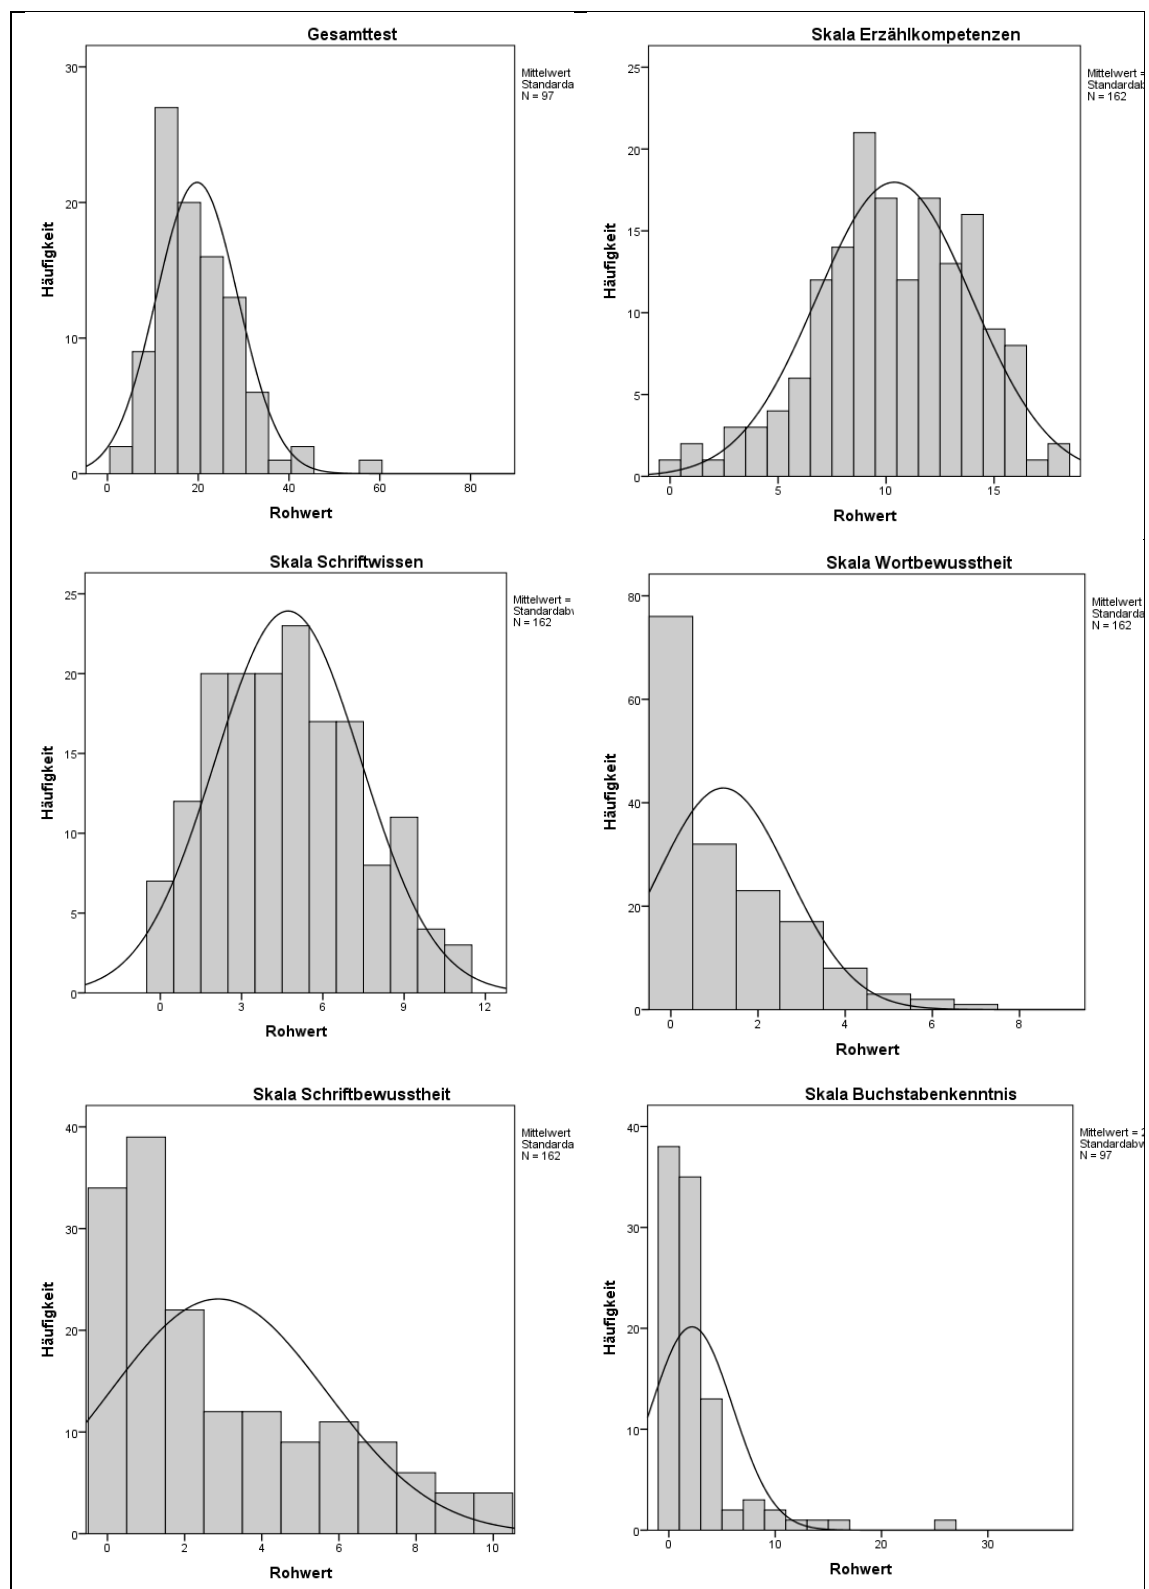 Gesamttest
30
20
10
0
0 20 40 60 80
Häufigkeit
Rohwert
Mittelwert
Standarda
N = 97
Skala Erzählkompetenzen
25
20
15
10
5
0
0 5 10 15
Häufigkeit
Rohwert
Mittelwert =
Standardab
N = 162
Skala Schriftwissen
25
20
15
10
5
0
0 3 6 9 12
Häufigkeit
Rohwert
Mittelwert =
Standardab
N = 162
Skala Wortbewusstheit
80
60
40
20
0
0 2 4 6 8
Häufigkeit
Rohwert
Mittelwert
Standarda
N = 162
Skala Schriftbewusstheit
40
30
20
10
0
0 2 4 6 8 10
Häufigkeit
Rohwert
Mittelwert
Standarda
N = 162
Skala Buchstabenkenntnis
40
30
20
10
0
0 10 20 30
Häufigkeit
Rohwert
Mittelwert = 2
Standardabw
N = 97